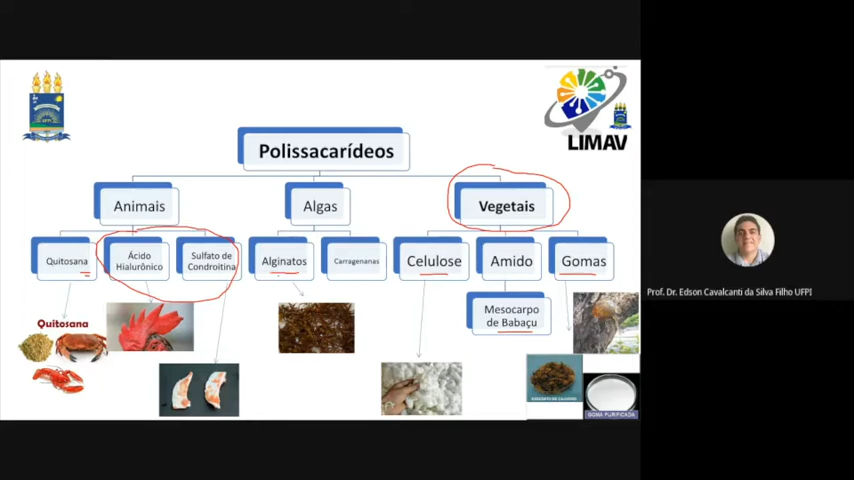 LIMAV
Polissacarídeos
Animais
Algas
Vegetais
Quitosana
Ácido
Hialurônico
Sulfato de
Condroitina
Alginatos
Carragenanas
Celulose
Amido
Gomas
Mesocarpo
de Babaçu
Quitosana
GOMA PURIFICADA
Prof. Dr. Edson Cavalcanti da Silva Filho UFPI